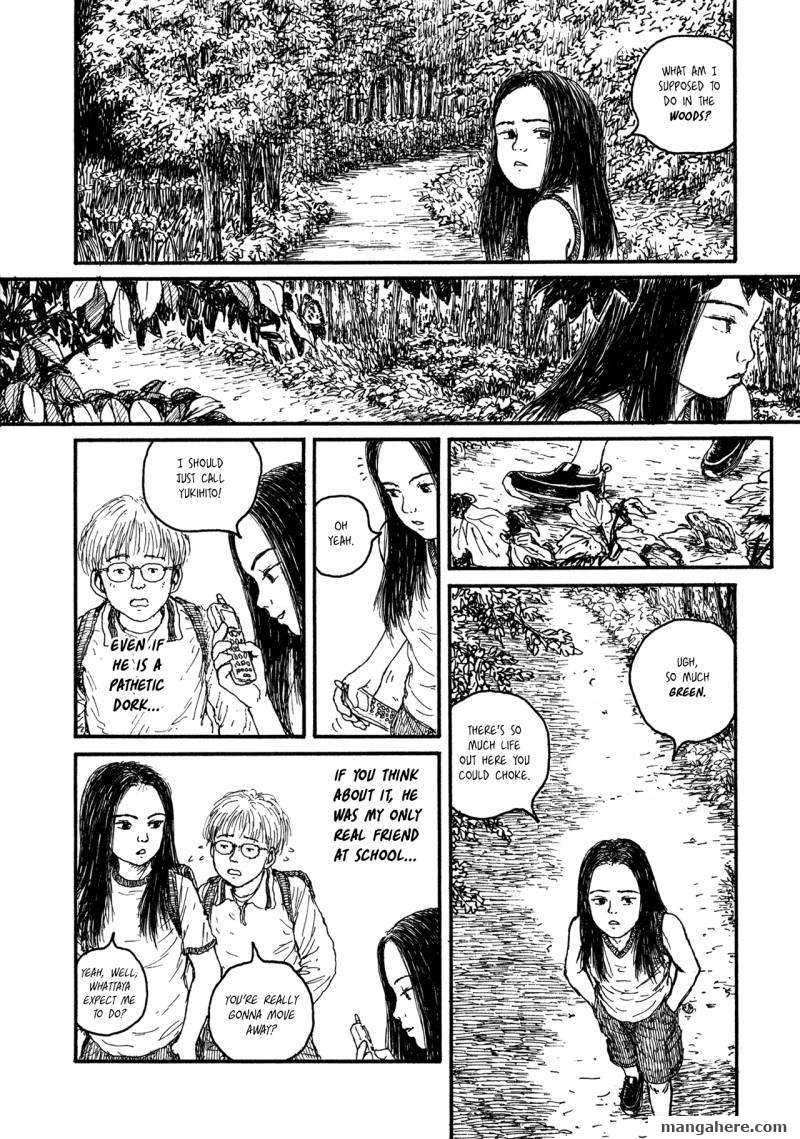 WHAT AM I
SUPPOSED TO
DO IN THE
WOODS?
UGH,
SO MUCH
GREEN.
THERE'S SO
MUCH LIFE
OUT HERE YOU
COULD CHOKE.
OH
YEAH.
I SHOULD
JUST CALL
YUKIHITO!
EVEN IF
HE IS A
PATHETIC
DORK...
IF YOU THINK
ABOUT IT, HE
WAS MY ONLY
REAL FRIEND
AT SCHOOL...
YOU'RE REALLY
GONNA MOVE
AWAY?
YEAH, WELL,
WHATTAYA
EXPECT ME
TO DO?
mangahere.com